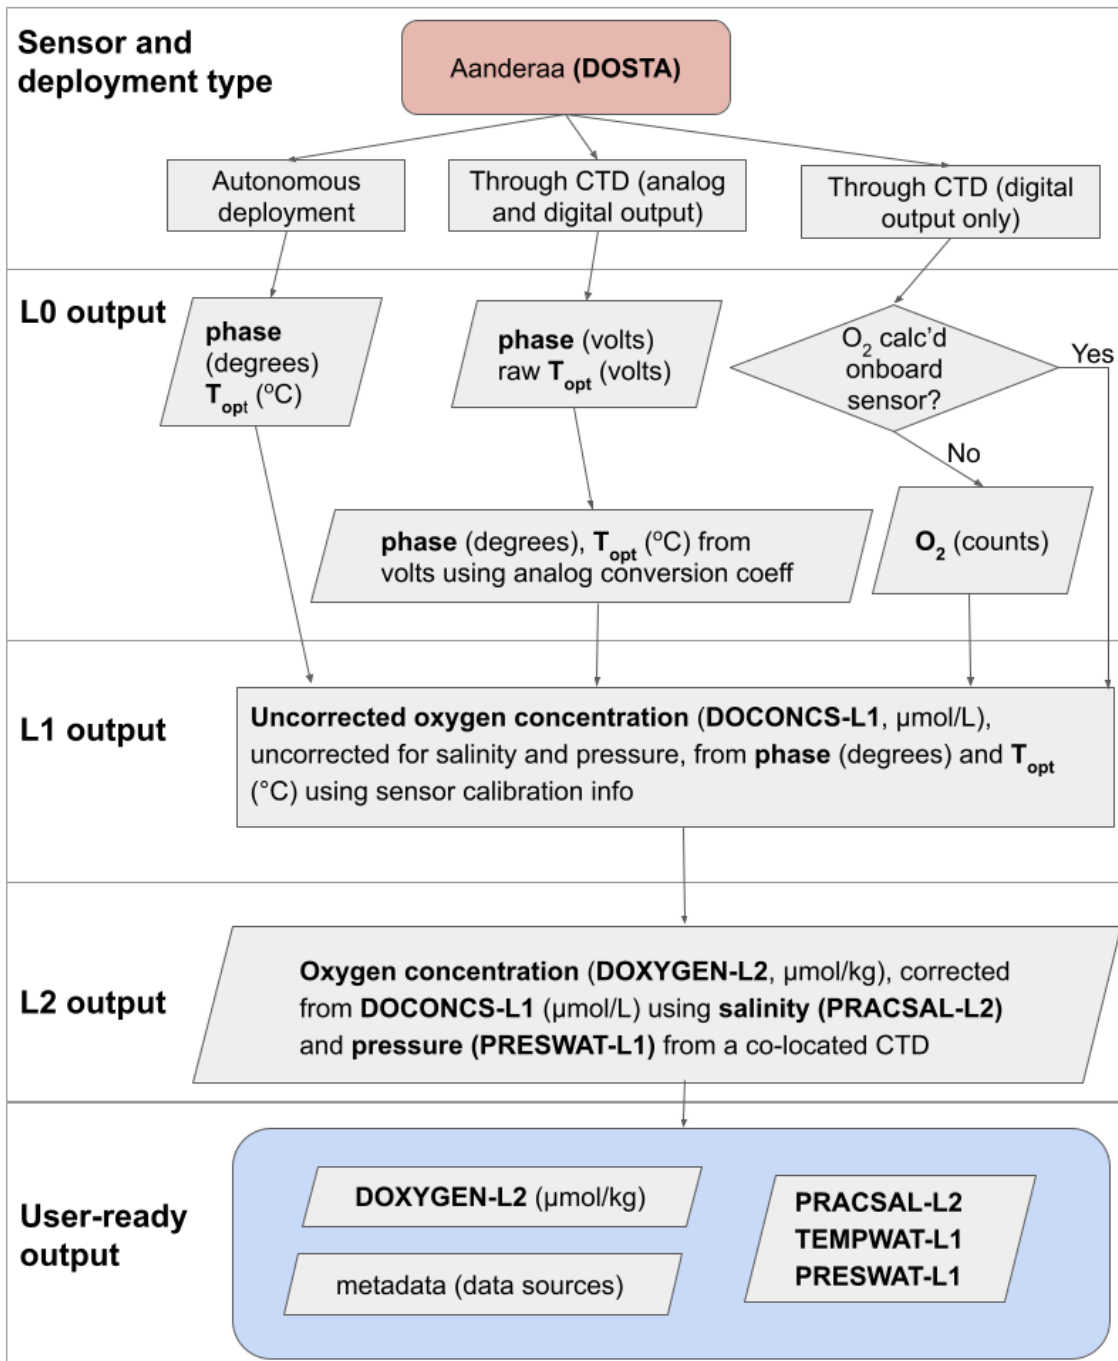 Sensor and
deployment type
Aanderaa (DOSTA)
Autonomous
deployment
Through CTD (analog
and digital output)
Through CTD (digital
output only)
L0 output
phase
(degrees)
Topt (ºC)
phase (volts)
raw Topt (volts)
O2 calc’d
onboard
sensor?
Yes
No
phase (degrees), Topt (ºC) from
volts using analog conversion coeff
O2 (counts)
L1 output
Uncorrected oxygen concentration (DOCONCS-L1, µmol/L),
uncorrected for salinity and pressure, from phase (degrees) and Topt
(°C) using sensor calibration info
L2 output
Oxygen concentration (DOXYGEN-L2, µmol/kg), corrected
from DOCONCS-L1 (µmol/L) using salinity (PRACSAL-L2)
and pressure (PRESWAT-L1) from a co-located CTD
User-ready
output
DOXYGEN-L2 (µmol/kg)
metadata (data sources)
PRACSAL-L2
TEMPWAT-L1
PRESWAT-L1